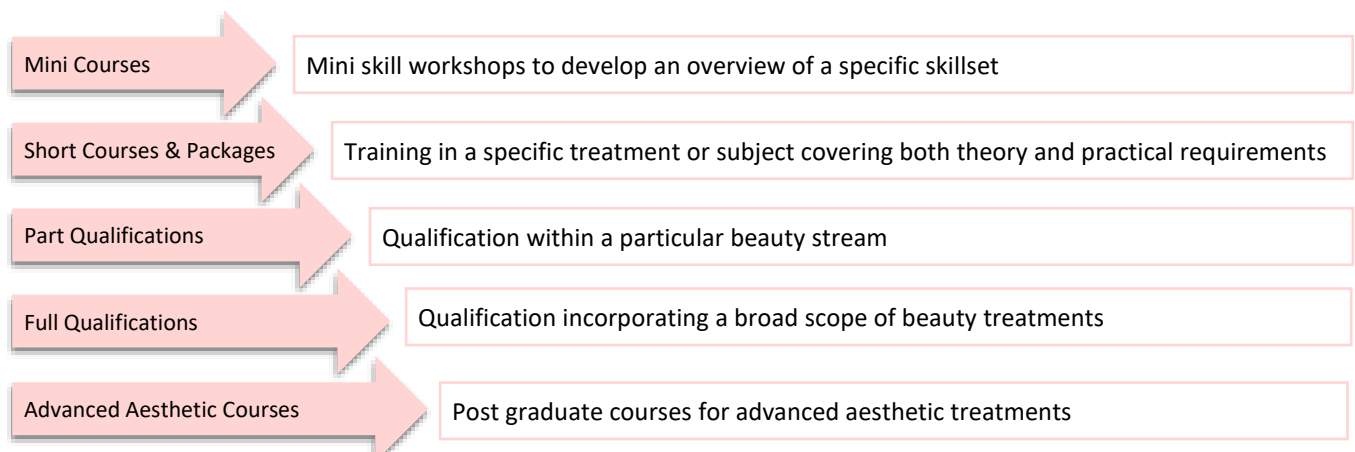 Mini Courses
Mini skill workshops to develop an overview of a specific skillset
Short Courses & Packages
Training in a specific treatment or subject covering both theory and practical requirements
Part Qualifications
Qualification within a particular beauty stream
Full Qualifications
Qualification incorporating a broad scope of beauty treatments
Advanced Aesthetic Courses
Post graduate courses for advanced aesthetic treatments